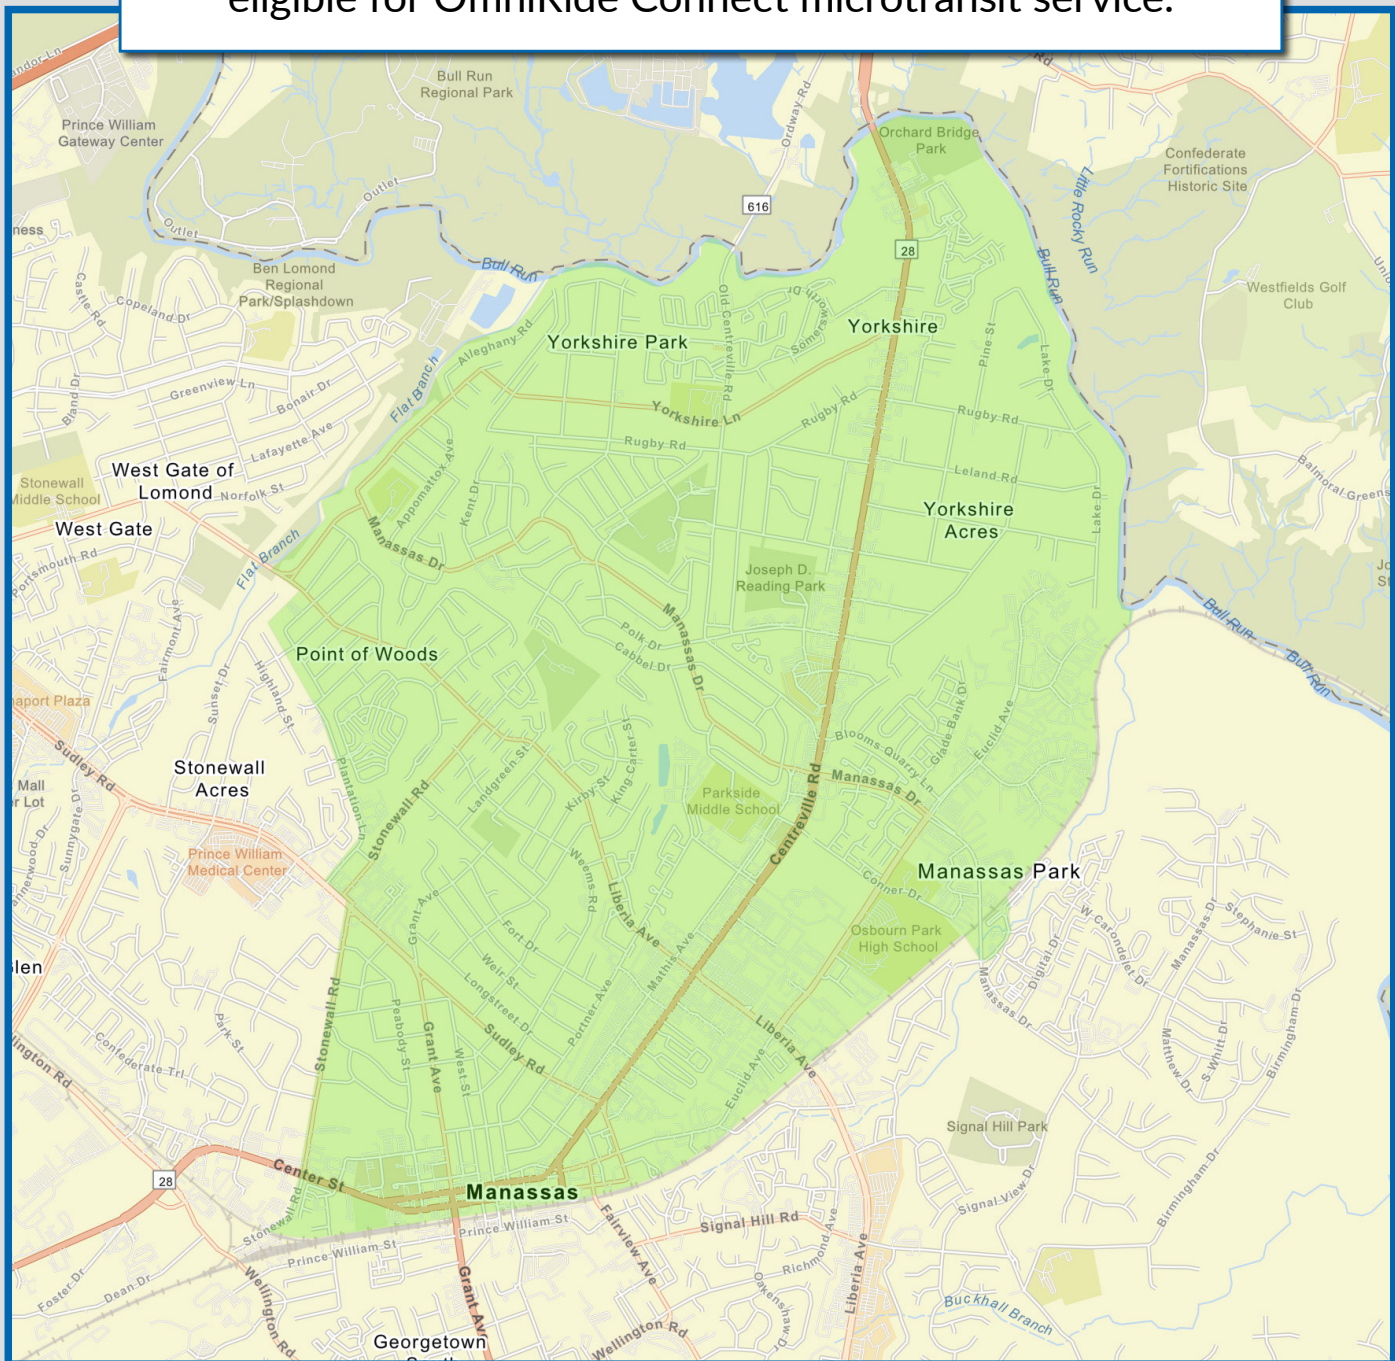 eligible for OmniRide Connect microtransit service.
Rd
Bull Run
Regional Park
Ordway Rd
Prince William
Gateway Center
Orchard Bridge
Park
Confederate
Fortifications
Historic Site
Little Rocky Run
Outlet
Outlet
616
28
Bull Run
Bull Run
Ben Lomond
Regional
Park/Splashdown
Castle Rd
Copeland Dr
Westfields Golf
Club
Old Centreville Rd
Yorkshire
Yorkshire Park
Alleghany Rd
Pine St
Lake Dr
Flat Branch
Greenview Ln
Bonair Dr
Bland Dr
Lafayette Ave
Yorkshire Ln
Rugby Rd
Rugby Rd
Rugby Rd
West Gate of
Lomond
Norfolk St
Stonewall
Middle School
Appomattox Ave
Kent Dr
Leland Rd
Lake Dr
Balmoral Greens
Yorkshire
Acres
West Gate
Portsmouth Rd
Flat Branch
Manassas Dr
Joseph D.
Reading Park
Fairmont Ave
Manassas Dr
Polk Dr
Cabbel Dr
Bull Run
Bull Run
Point of Woods
Highland St
Sunset Dr
Glade Bank Dr
Euclid Ave
Sudley Rd
Stonewall
Acres
Mall
Plantation Ln
Stonewall Rd
Landgreen St
Kirby St
King Carter St
Blooms Quarry Ln
Manassas Dr
Centreville Rd
Parkside
Middle School
Sunnygate Dr
Prince William
Medical Center
Weems Rd
Manassas Park
Conner Dr
Grant Ave
Liberia Ave
Fort Dr
Osbourn Park
High School
W Carondelet Dr
Manassas Dr
Stephanie St
Digital Dr
Weir St
Mathis Ave
Longstreet Dr
Portner Ave
Manassas Dr
Stonewall Rd
Peabody St
Grant Ave
West St
Sudley Rd
Liberia Ave
Euclid Ave
Park St
Confederate Trl
Matthew Dr
S Whitt Dr
Birmingham Dr
Signal Hill Park
28
Center St
Manassas
Stonewall Rd
Prince William St
Prince William St
Fairview Ave
Signal Hill Rd
Richmond Ave
Signal View Dr
Birmingham Dr
Foster Dr
Dean Dr
Wellington Rd
Grant Ave
Oakenshaw Dr
Liberia Ave
Buckhall Branch
Wellington Rd
Georgetown